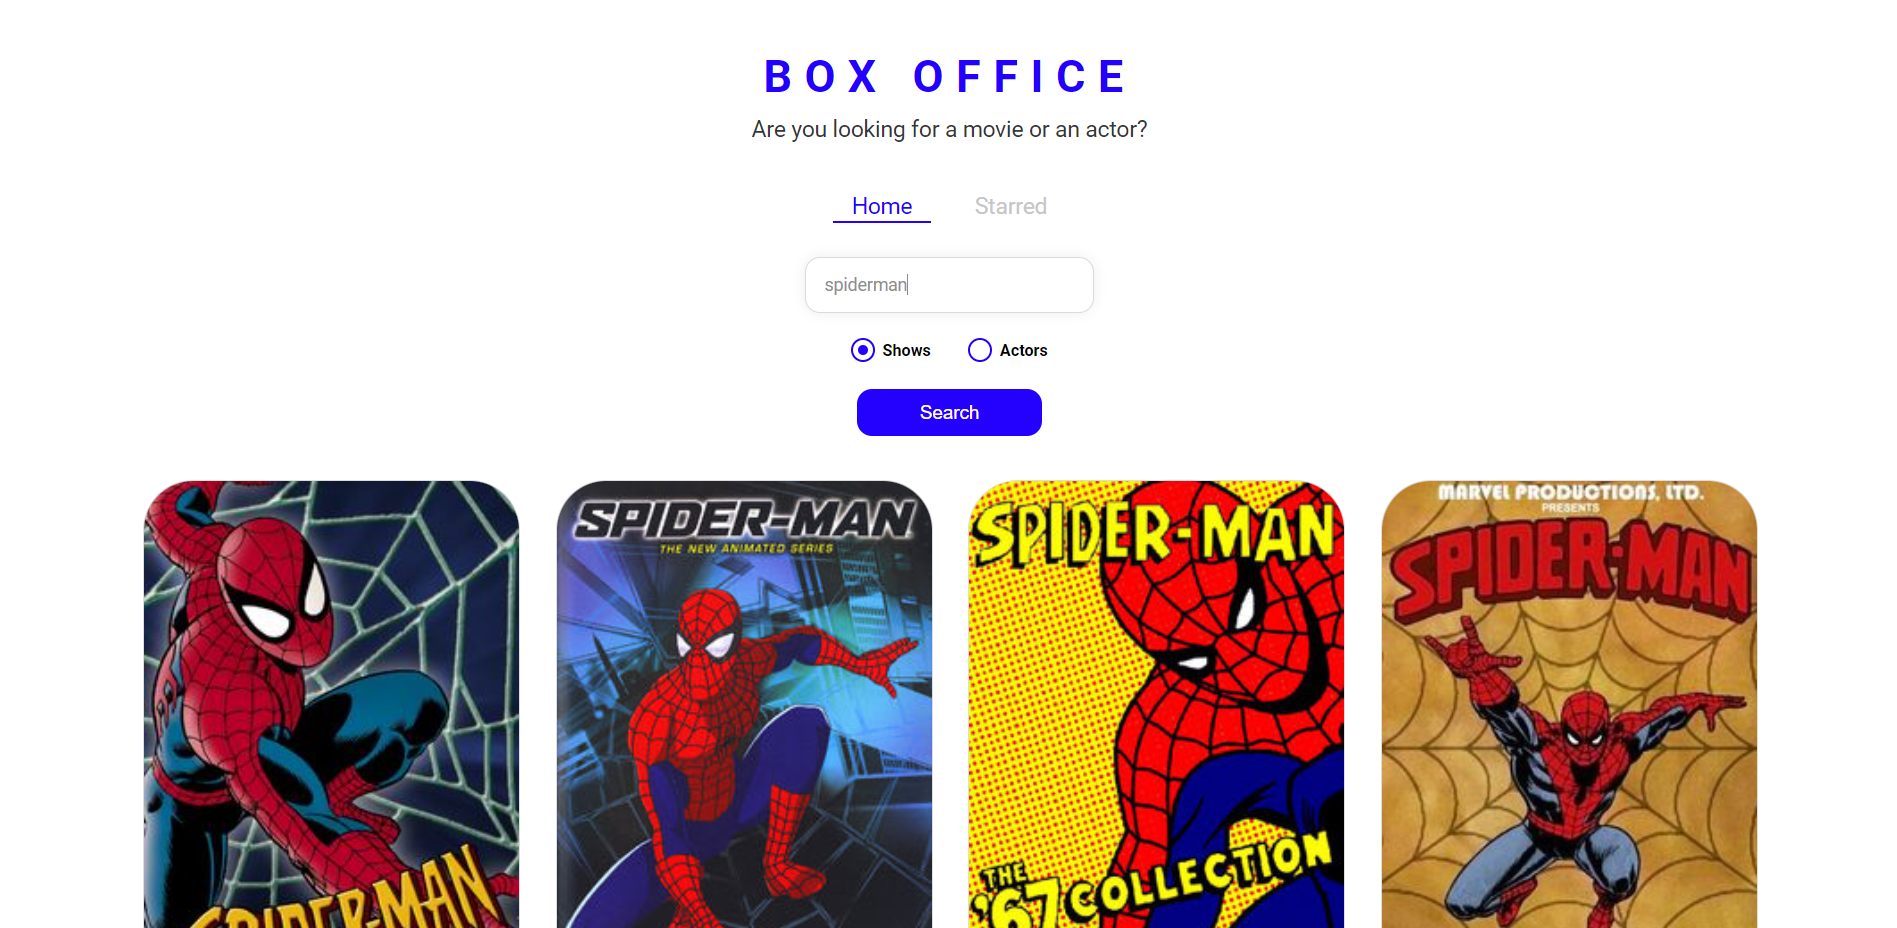 BOX OFFICE
Are you looking for a movie or an actor?
Home Starred
spiderman
Shows Actors
Search
SPIDER-MAN
SPIDER-MAN
THE NEW ANIMATED SERIES
SPIDER-MAN
THE
'67 COLLECTION
MARVEL PRODUCTIONS, LTD.
PRESENTS
SPIDER-MAN